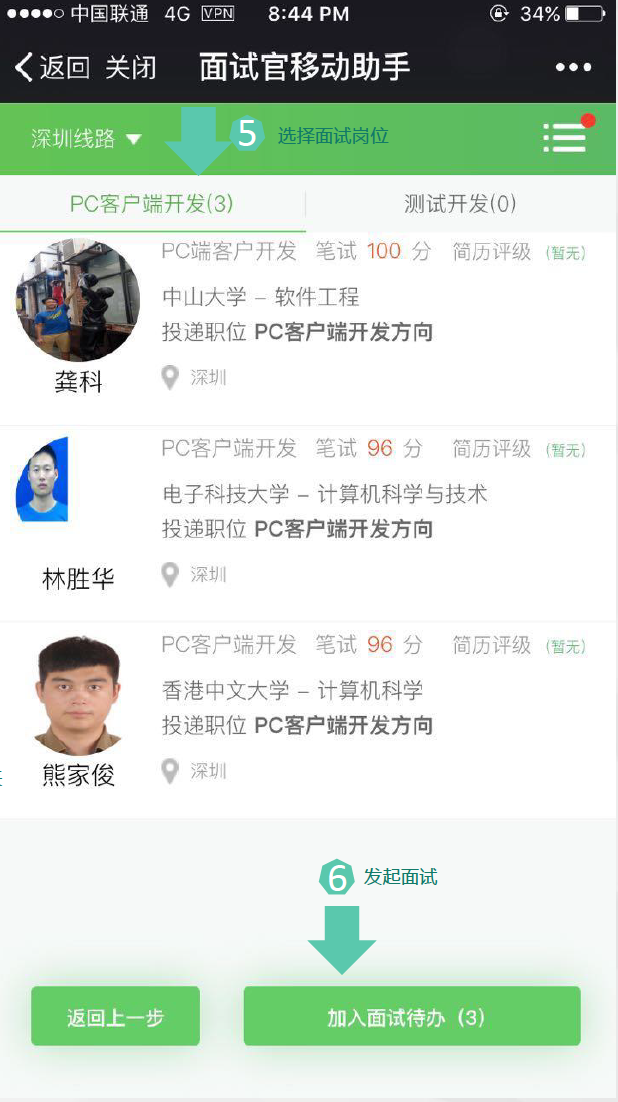 中国联通 4G VPN 8:44 PM 34%
返回 关闭 面试官移动助手
深圳线路 5 选择面试岗位
PC客户端开发(3) 测试开发(0)
PC端客户开发 笔试 100 分 简历评级 (暂无)
中山大学 – 软件工程
投递职位 PC客户端开发方向
龚科
深圳
PC客户端开发 笔试 96 分 简历评级 (暂无)
电子科技大学 – 计算机科学与技术
投递职位 PC客户端开发方向
林胜华
深圳
PC客户端开发 笔试 96 分 简历评级 (暂无)
香港中文大学 – 计算机科学
投递职位 PC客户端开发方向
熊家俊
深圳
6 发起面试
返回上一步 加入面试待办（3）